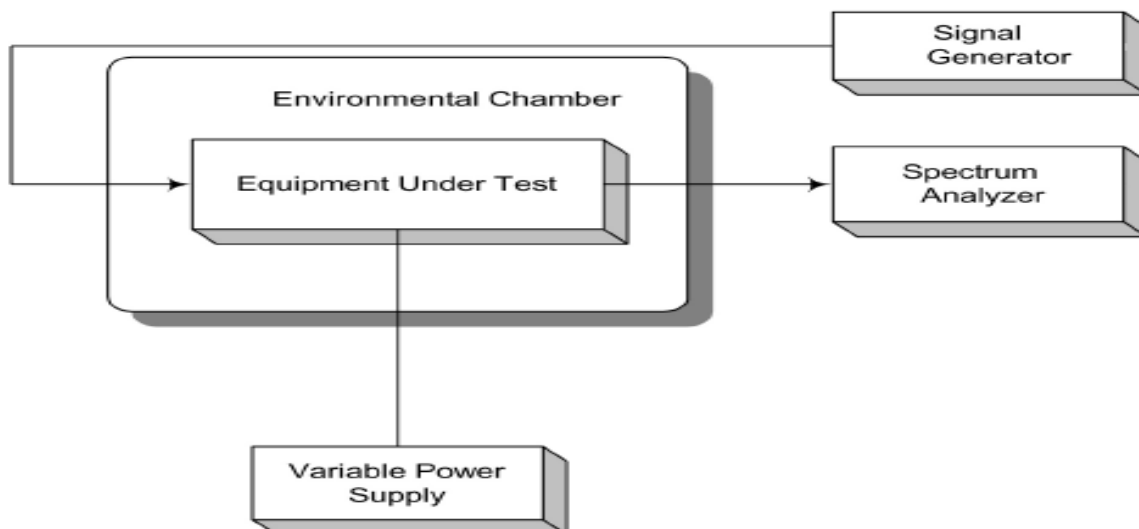 Signal
Generator
Environmental Chamber
Equipment Under Test
Spectrum
Analyzer
Variable Power
Supply